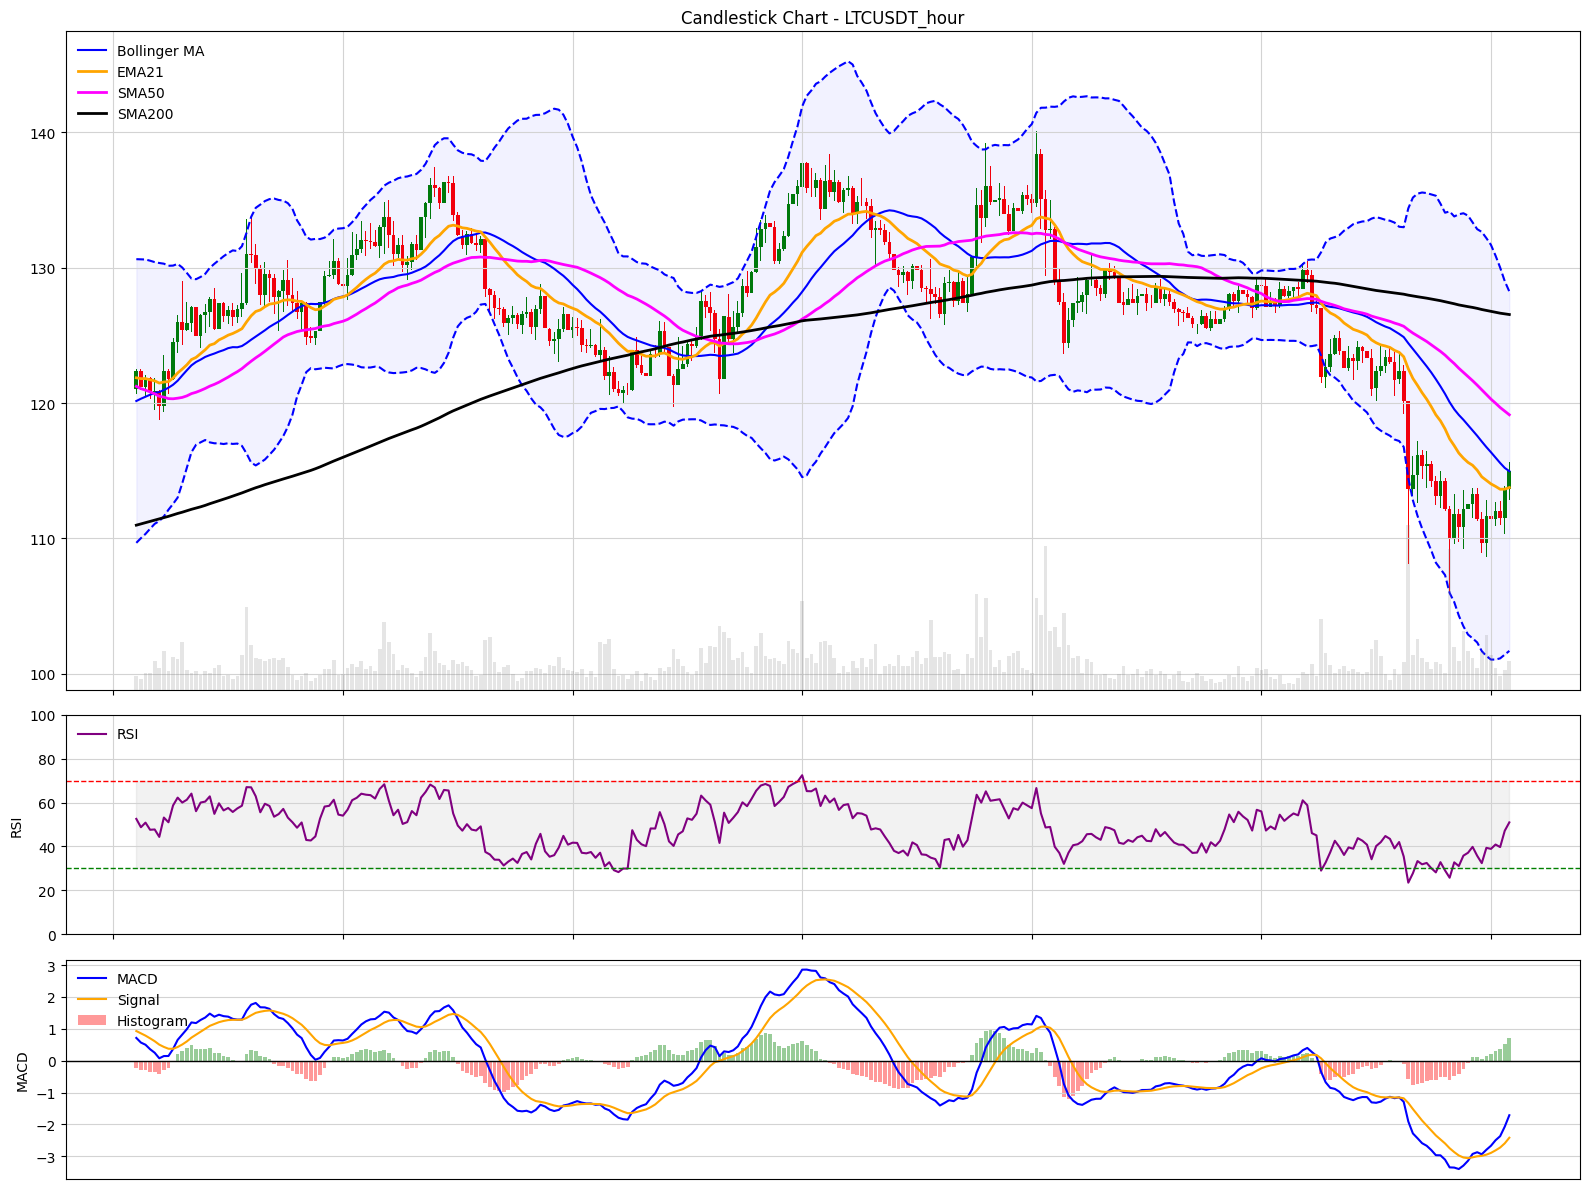 Candlestick Chart - LTCUSDT_hour
Bollinger MA
EMA21
SMA50
SMA200
140
130
120
110
100
RSI
100
80
60
40
20
0
RSI
MACD
Signal
Histogram
3
2
1
0
−1
−2
−3
MACD